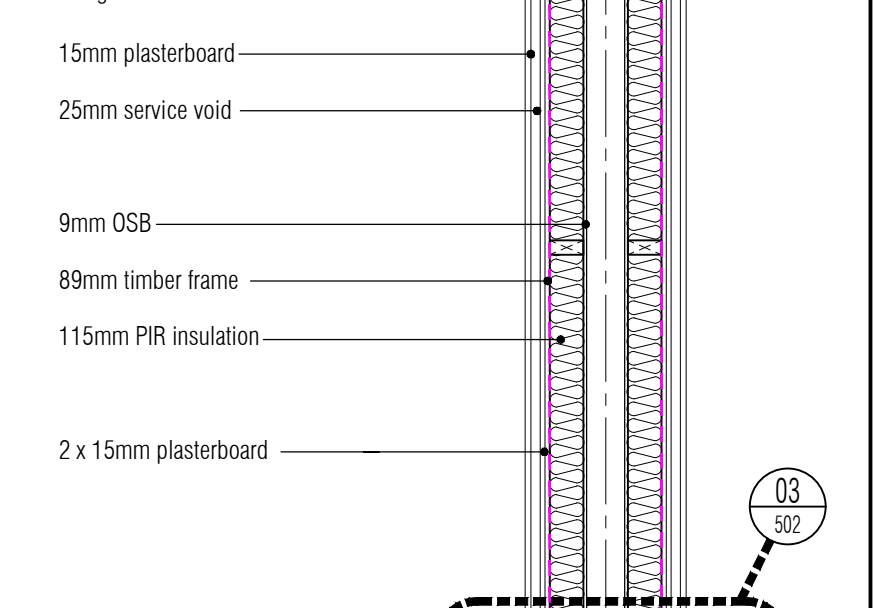 15mm plasterboard
25mm service void
9mm OSB
89mm timber frame
115mm PIR insulation
2 x 15mm plasterboard
03
502